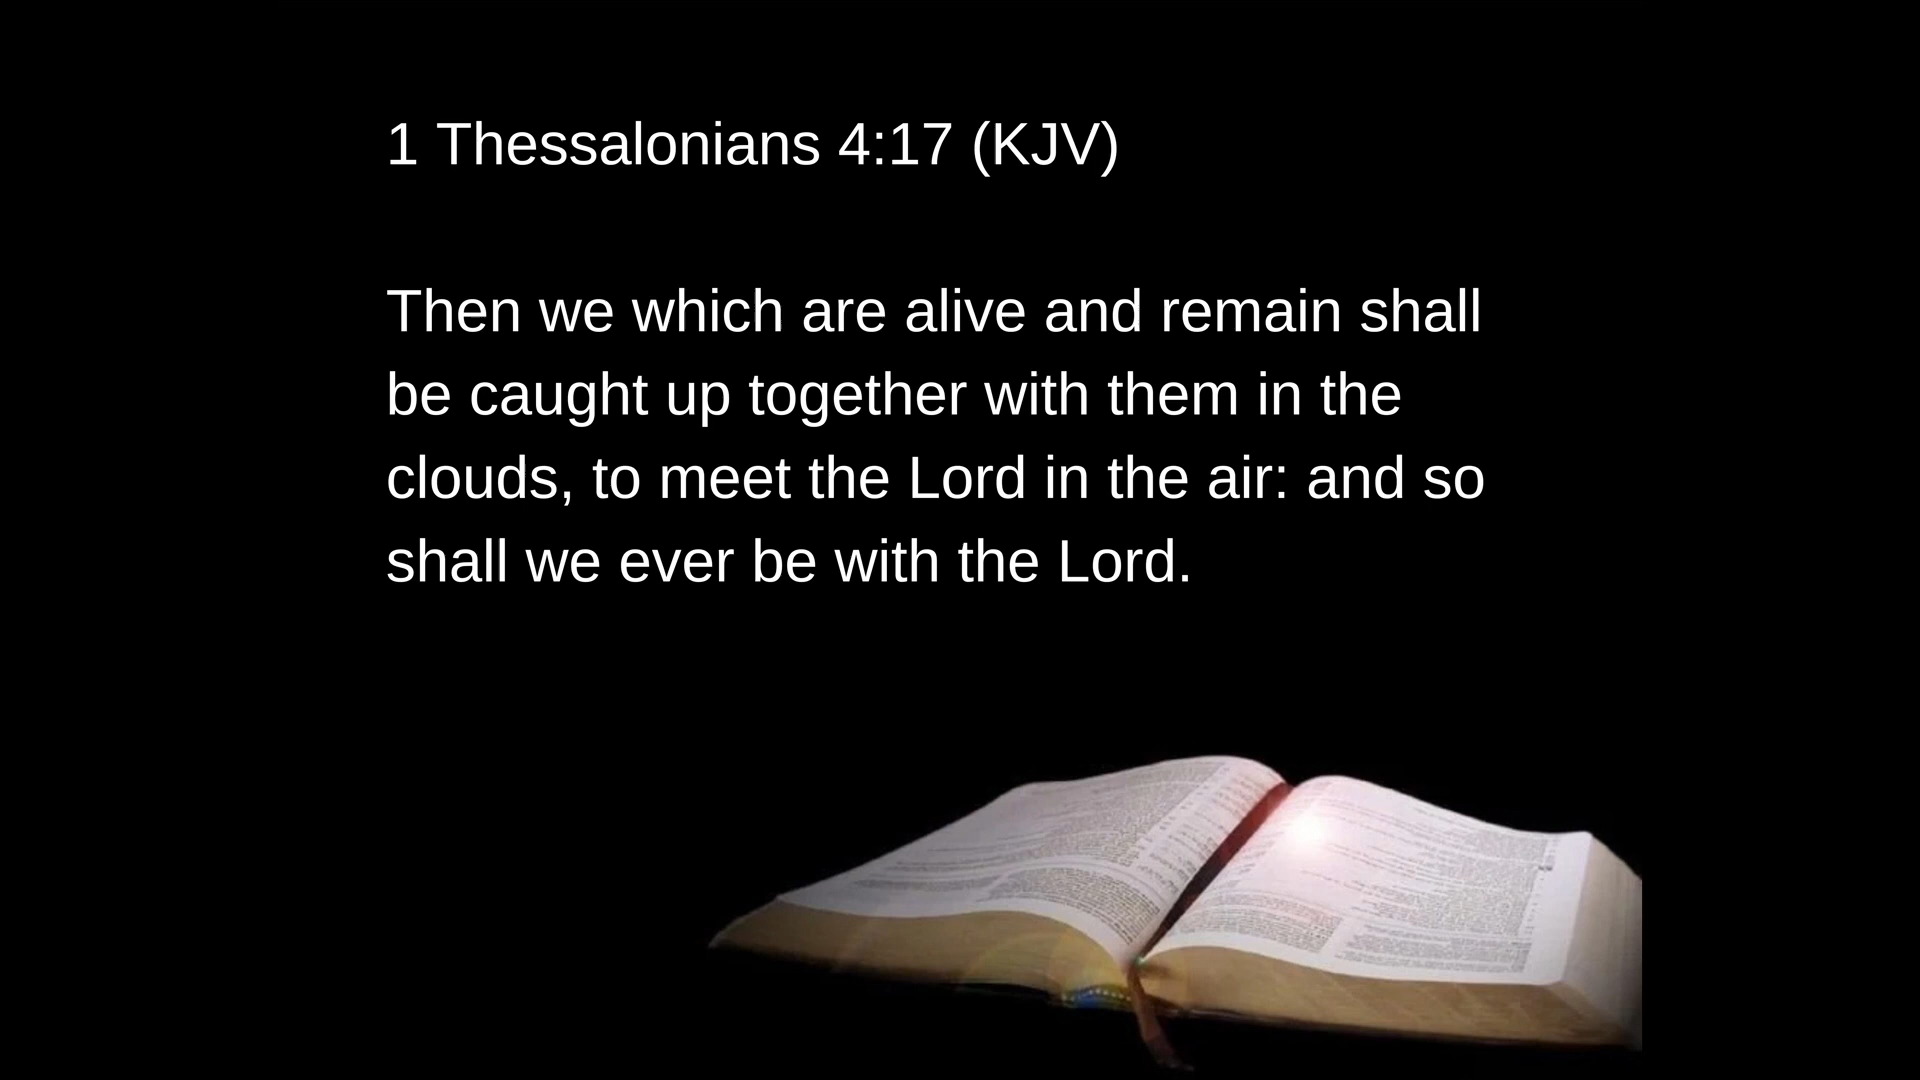 1 Thessalonians 4:17 (KJV)
Then we which are alive and remain shall
be caught up together with them in the
clouds, to meet the Lord in the air: and so
shall we ever be with the Lord.